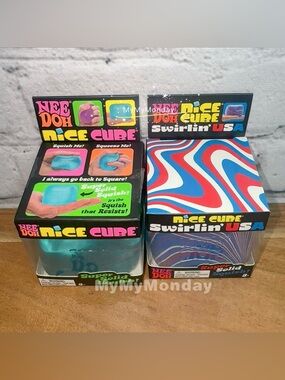 MyMyMonday
NEE
DOH
NICE CUBE
Squish Me!
Squeeze Me!
I always go back to Square!
Super
Solid
Squish!
it's the
Squish
that Resists!
NEE
DOH
NICE CUBE
Super Solid
NEE
DOH
NICE
CUBE
Swirlin' USA
NICE CUBE
NEE
DOH
Swirlin' USA
Solid
MyMyMonday